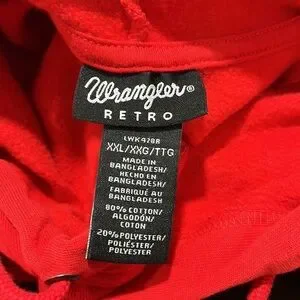 Wrangler®
RETRO
LWK470R
XXL/XXG/TTG
MADE IN
BANGLADESH/
HECHO EN
BANGLADESH/
FABRIQUÉ AU
BANGLADESH
80% COTTON/
ALGODÓN/
COTON
20% POLYESTER/
POLIÉSTER/
POLYESTER